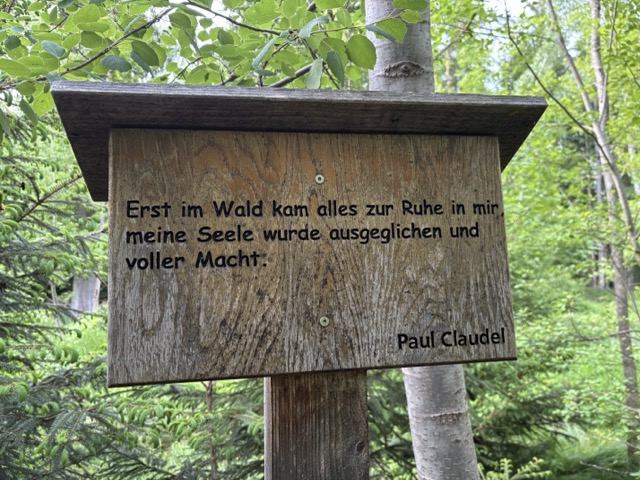 Erst im Wald kam alles zur Ruhe in mir,
meine Seele wurde ausgeglichen und
voller Macht.
Paul Claudel